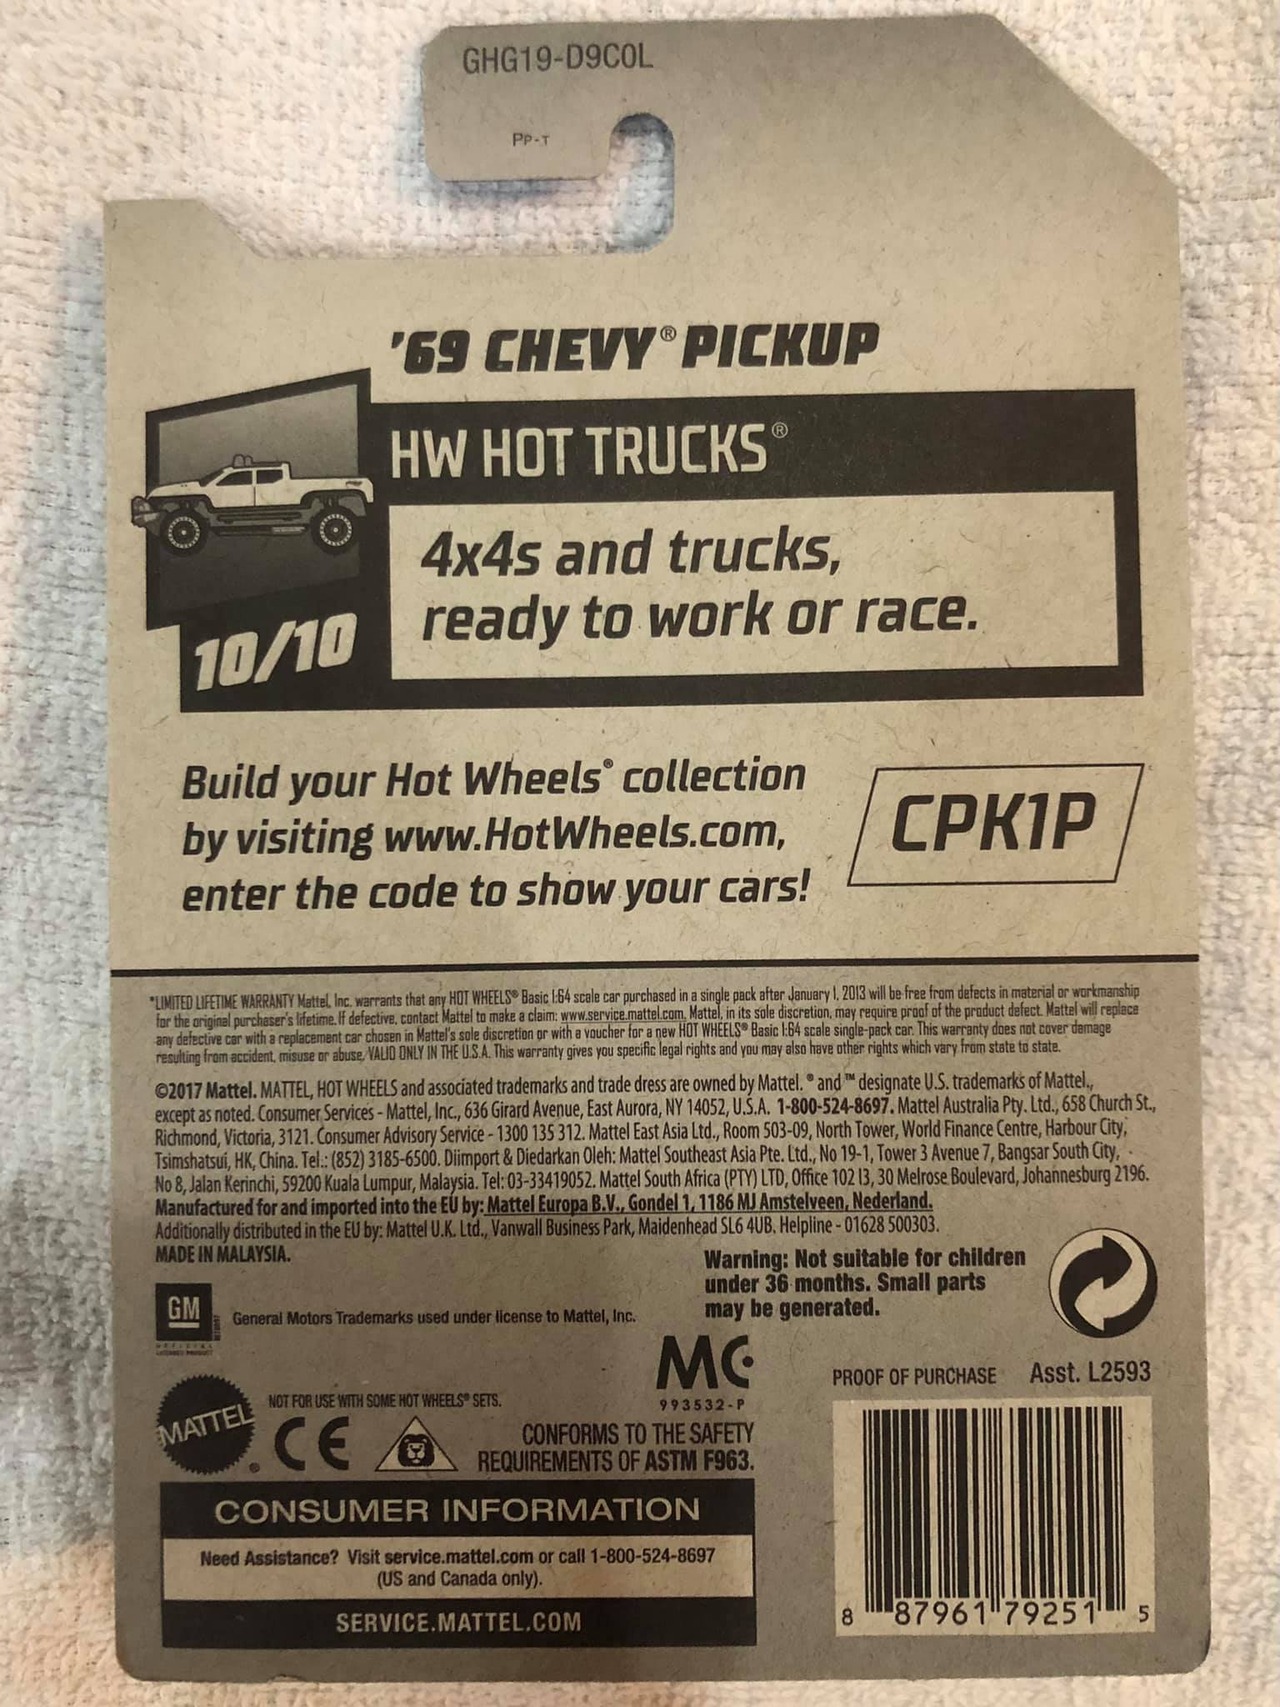 GHG19-D9C0L
PP-T
'69 CHEVY® PICKUP
HW HOT TRUCKS®
4x4s and trucks,
ready to work or race.
10/10
Build your Hot Wheels® collection
by visiting www.HotWheels.com,
enter the code to show your cars!
CPK1P
*LIMITED LIFETIME WARRANTY Mattel, Inc. warrants that any HOT WHEELS® Basic 1:64 scale car purchased in a single pack after January 1, 2013 will be free from defects in material or workmanship
for the original purchaser's lifetime. If defective, contact Mattel to make a claim: www.service.mattel.com. Mattel, in its sole discretion, may require proof of the product defect. Mattel will replace
any defective car with a replacement car chosen in Mattel's sole discretion or with a voucher for a new HOT WHEELS® Basic 1:64 scale single-pack car. This warranty does not cover damage
resulting from accident, misuse or abuse. VALID ONLY IN THE U.S.A. This warranty gives you specific legal rights and you may also have other rights which vary from state to state.
©2017 Mattel. MATTEL, HOT WHEELS and associated trademarks and trade dress are owned by Mattel. ® and ™ designate U.S. trademarks of Mattel.,
except as noted. Consumer Services - Mattel, Inc., 636 Girard Avenue, East Aurora, NY 14052, U.S.A. 1-800-524-8697. Mattel Australia Pty. Ltd., 658 Church St.,
Richmond, Victoria, 3121. Consumer Advisory Service - 1300 135 312. Mattel East Asia Ltd., Room 503-09, North Tower, World Finance Centre, Harbour City,
Tsimshatsui, HK, China. Tel.: (852) 3185-6500. Diimport & Diedarkan Oleh: Mattel Southeast Asia Pte. Ltd., No 19-1, Tower 3 Avenue 7, Bangsar South City,
No 8, Jalan Kerinchi, 59200 Kuala Lumpur, Malaysia. Tel: 03-33419052. Mattel South Africa (PTY) LTD, Office 102 I3, 30 Melrose Boulevard, Johannesburg 2196.
Manufactured for and imported into the EU by: Mattel Europa B.V., Gondel 1, 1186 MJ Amstelveen, Nederland.
Additionally distributed in the EU by: Mattel U.K. Ltd., Vanwall Business Park, Maidenhead SL6 4UB. Helpline - 01628 500303.
MADE IN MALAYSIA.
Warning: Not suitable for children
under 36 months. Small parts
may be generated.
GM
OFFICIAL
LICENSED PRODUCT
General Motors Trademarks used under license to Mattel, Inc.
MC
993532-P
PROOF OF PURCHASE Asst. L2593
MATTEL®
NOT FOR USE WITH SOME HOT WHEELS® SETS.
CE
CONFORMS TO THE SAFETY
REQUIREMENTS OF ASTM F963.
CONSUMER INFORMATION
Need Assistance? Visit service.mattel.com or call 1-800-524-8697
(US and Canada only).
SERVICE.MATTEL.COM
8 87961 79251 5